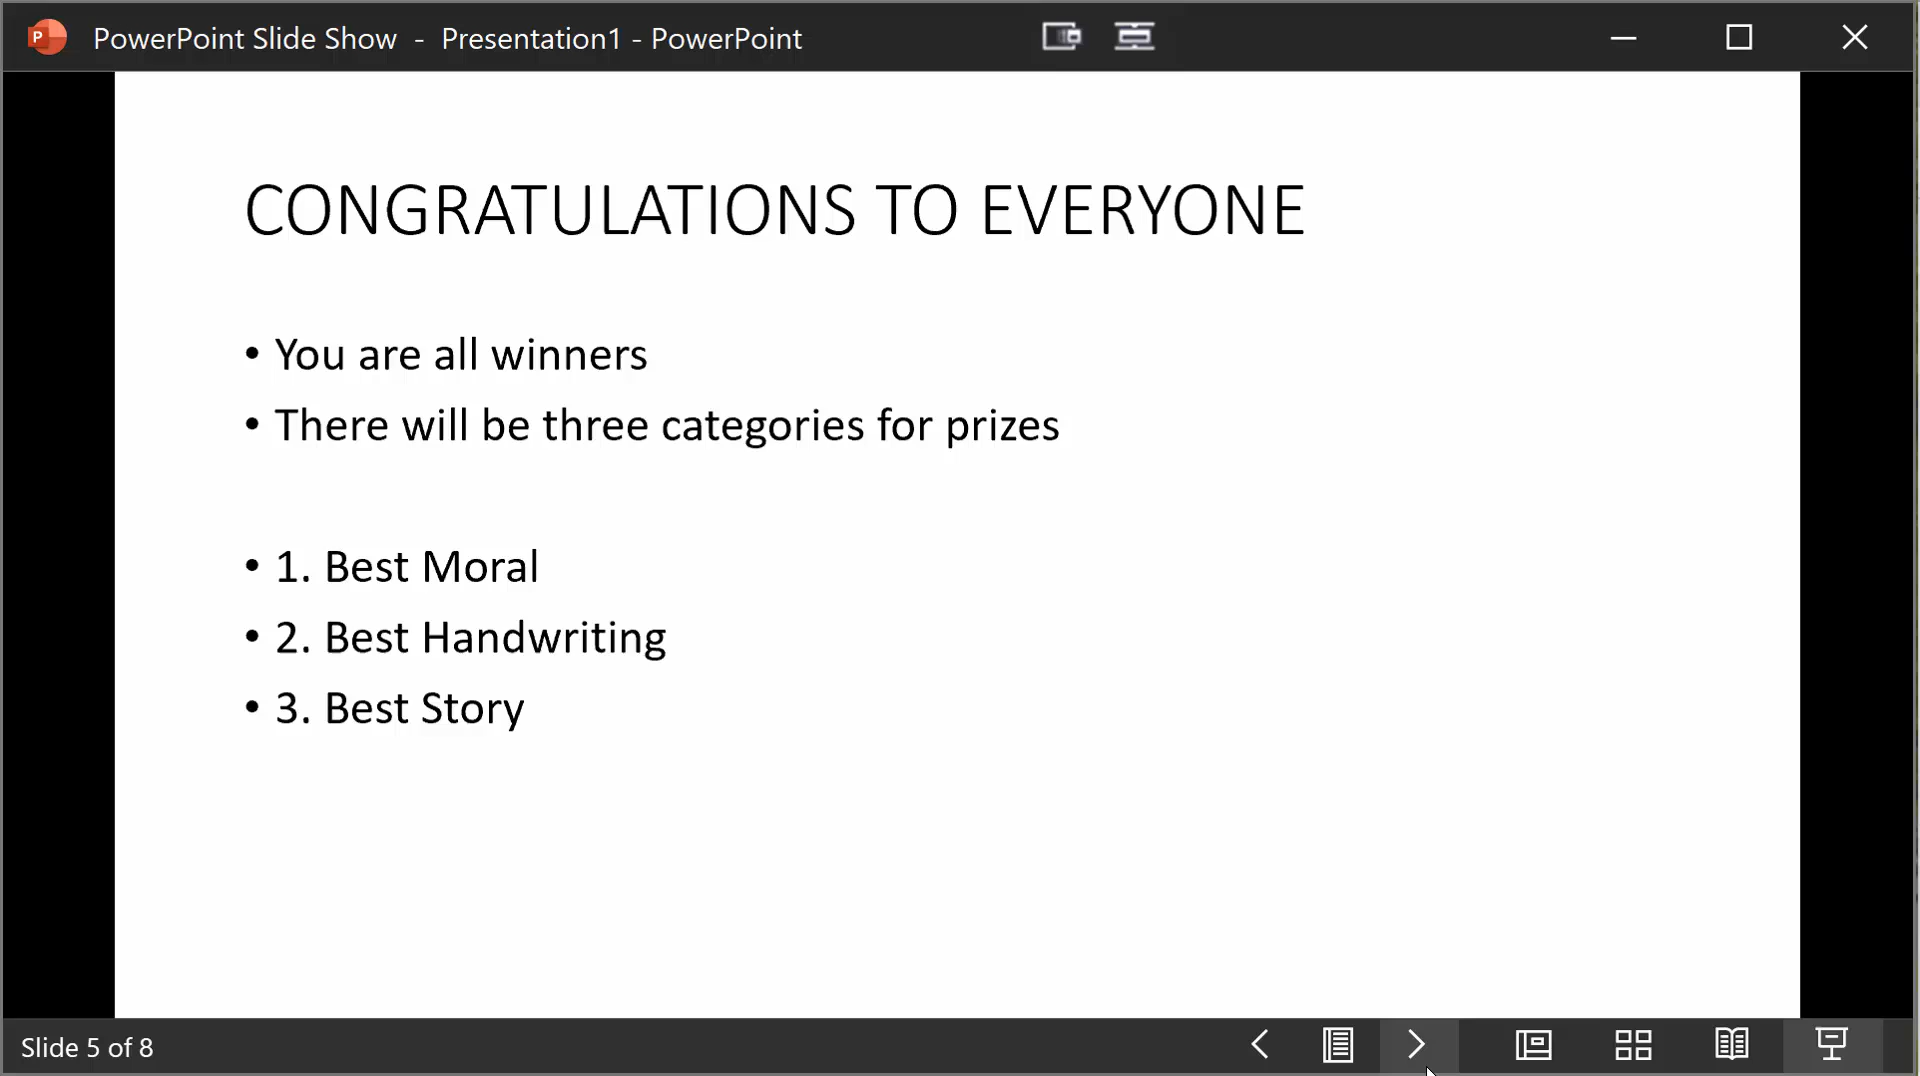 PowerPoint Slide Show - Presentation1 - PowerPoint
CONGRATULATIONS TO EVERYONE
• You are all winners
• There will be three categories for prizes
• 1. Best Moral
• 2. Best Handwriting
• 3. Best Story
Slide 5 of 8